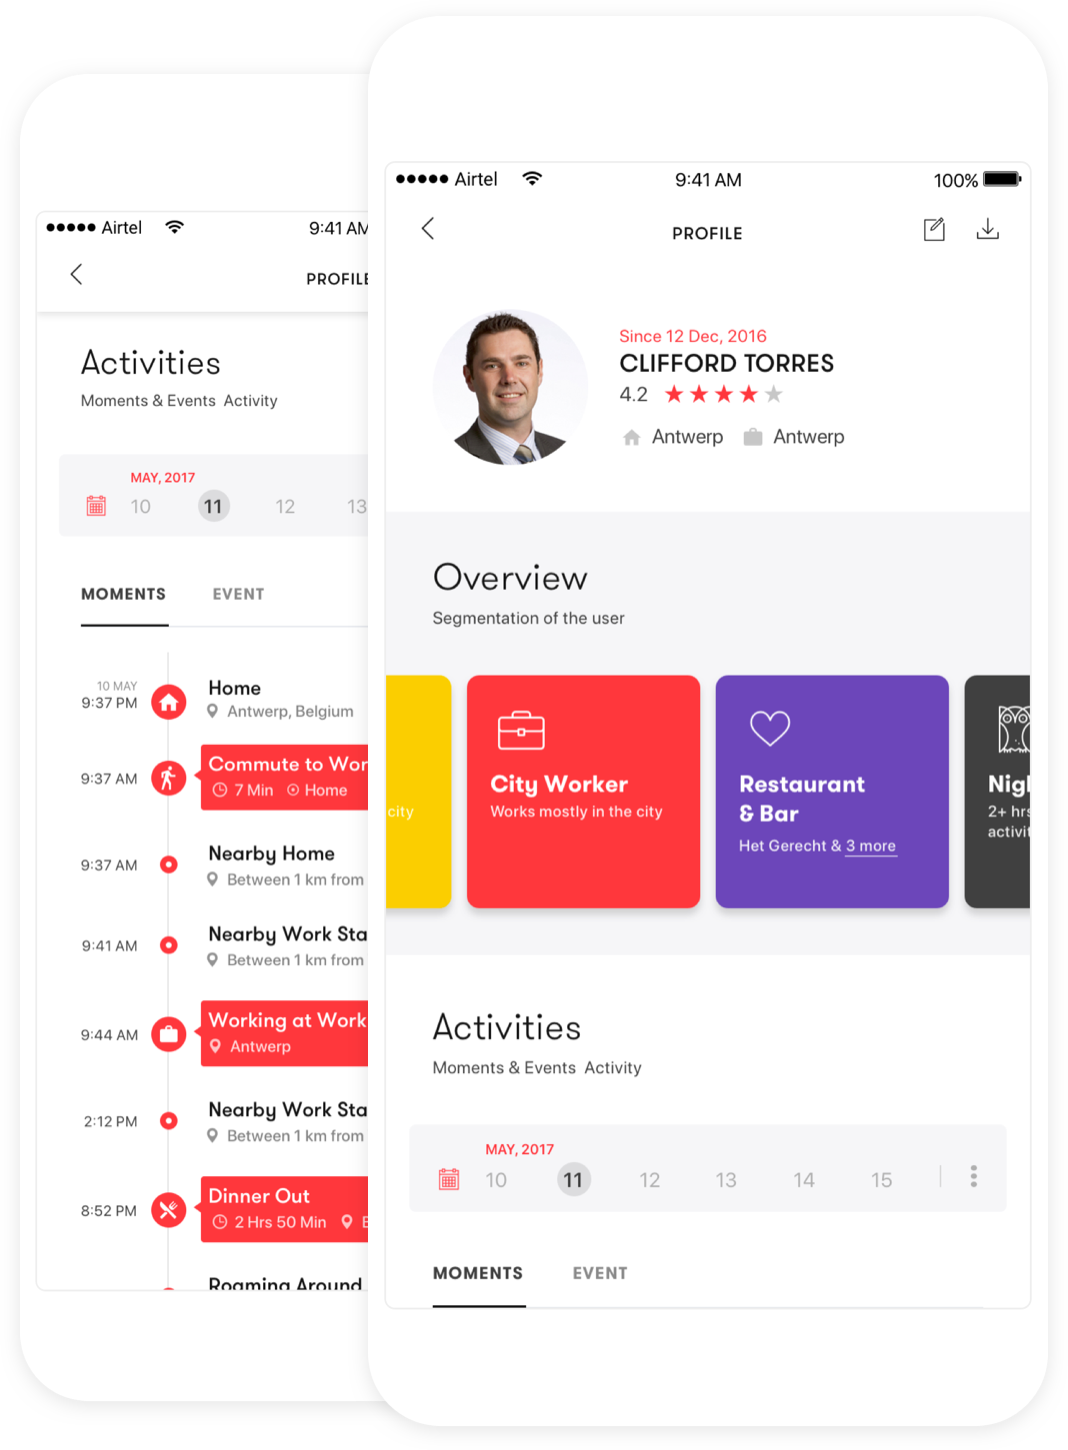 Airtel
9:41 AM
PROFILE
Activities
Moments & Events Activity
MAY, 2017
10 11 12 13
MOMENTS EVENT
10 MAY
9:37 PM
Home
Antwerp, Belgium
9:37 AM
Commute to Wor
7 Min Home
9:37 AM
Nearby Home
Between 1 km from
9:41 AM
Nearby Work Sta
Between 1 km from
9:44 AM
Working at Work
Antwerp
2:12 PM
Nearby Work Sta
Between 1 km from
8:52 PM
Dinner Out
2 Hrs 50 Min
Roaming Around
Airtel 9:41 AM 100%
PROFILE
Since 12 Dec, 2016
CLIFFORD TORRES
4.2
Antwerp Antwerp
Overview
Segmentation of the user
city
City Worker
Works mostly in the city
Restaurant
& Bar
Het Gerecht & 3 more
Nig
2+ hrs
activit
Activities
Moments & Events Activity
MAY, 2017
10 11 12 13 14 15
MOMENTS EVENT